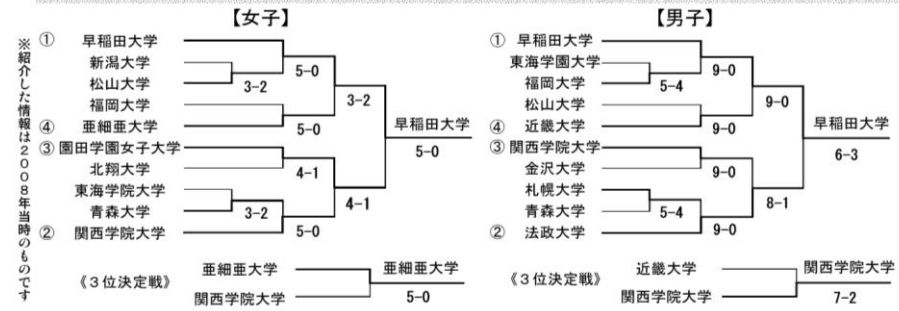 【女子】
① 早稲田大学
新潟大学
松山大学
福岡大学
④ 亜細亜大学
③ 園田学園女子大学
北翔大学
東海学院大学
青森大学
② 関西学院大学
3-2
5-0
5-0
3-2
4-1
3-2
5-0
4-1
早稲田大学
5-0
《3位決定戦》
亜細亜大学
関西学院大学
亜細亜大学
5-0
【男子】
① 早稲田大学
東海学園大学
福岡大学
松山大学
④ 近畿大学
③ 関西学院大学
金沢大学
札幌大学
青森大学
② 法政大学
5-4
9-0
9-0
9-0
9-0
5-4
9-0
8-1
早稲田大学
6-3
《3位決定戦》
近畿大学
関西学院大学
関西学院大学
7-2
※紹介した情報は2008年当時のものです